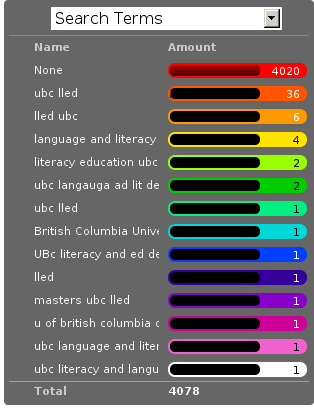 Search Terms
Name Amount
None 4020
ubc lled 36
lled ubc 6
language and literacy 4
literacy education ubc 2
ubc langauga ad lit de 2
ubc lled 1
British Columbia Unive 1
UBc literacy and ed de 1
lled 1
masters ubc lled 1
u of british columbia c 1
ubc language and liter 1
ubc literacy and langu 1
Total 4078